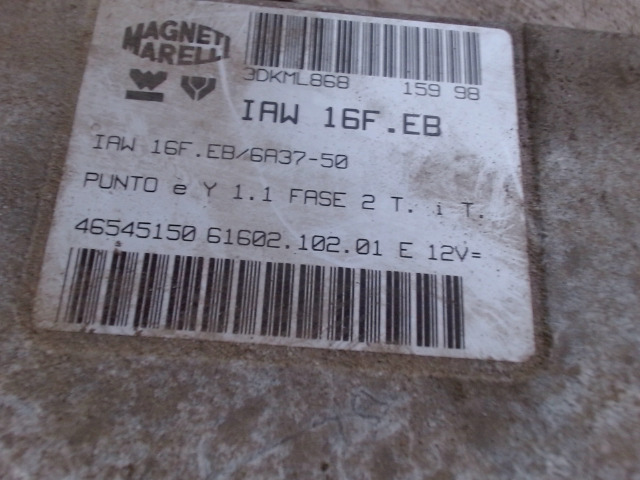 MAGNETI
MARELLI
3DKML868 159 98
IAW 16F.EB
IAW 16F.EB/6A37-50
PUNTO e Y 1.1 FASE 2 T. i T.
46545150 61602.102.01 E 12V=